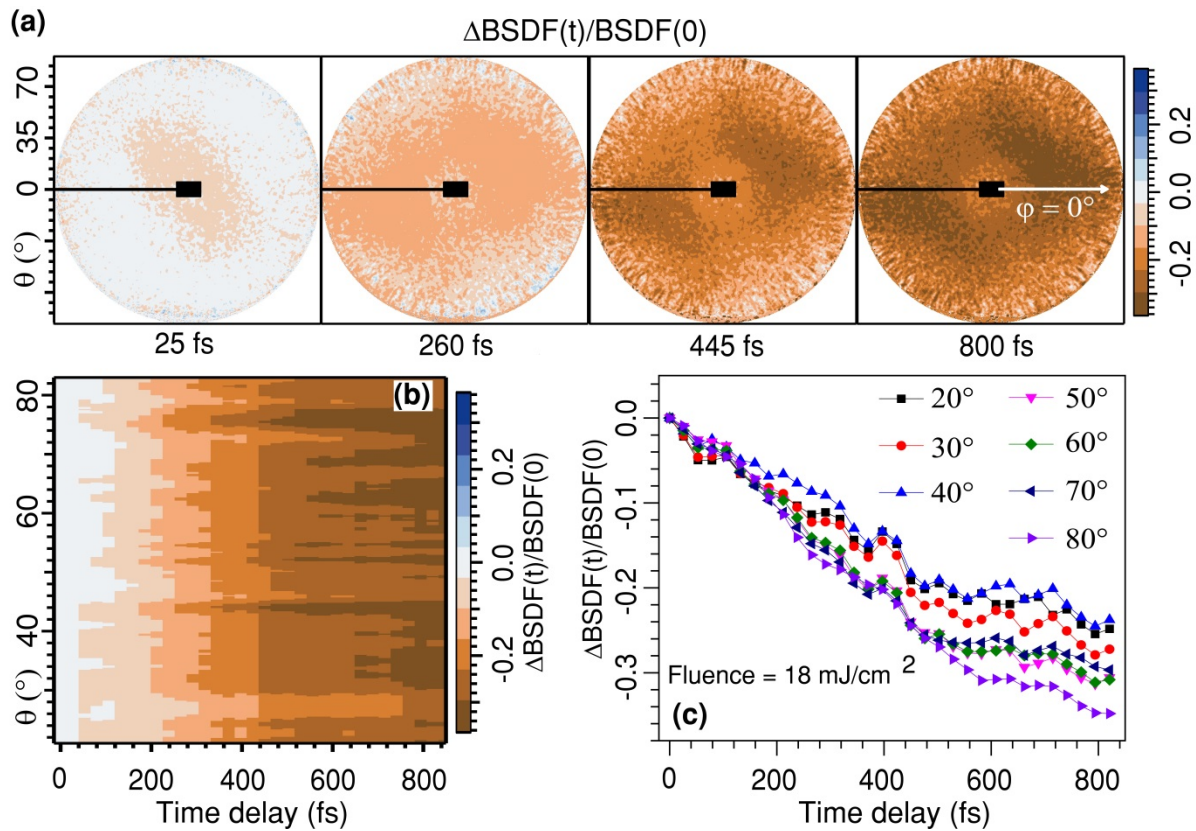 (a)
ΔBSDF(t)/BSDF(0)
θ (°)
70
35
0
φ = 0°
0.2
0.0
-0.2
25 fs
260 fs
445 fs
800 fs
(b)
θ (°)
80
60
40
0
200
400
600
800
Time delay (fs)
0.2
0.0
-0.2
ΔBSDF(t)/BSDF(0)
ΔBSDF(t)/BSDF(0)
0.0
-0.1
-0.2
-0.3
20°
30°
40°
50°
60°
70°
80°
Fluence = 18 mJ/cm 2
(c)
0
200
400
600
800
Time delay (fs)